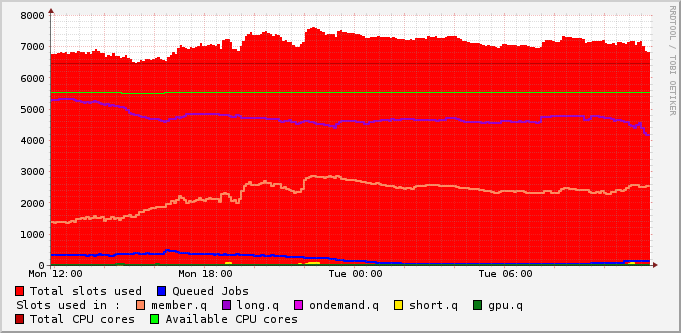 8000
7000
6000
5000
4000
3000
2000
1000
0
Mon 12:00 Mon 18:00 Tue 00:00 Tue 06:00
Total slots used Queued Jobs
Slots used in : member.q long.q ondemand.q short.q gpu.q
Total CPU cores Available CPU cores
RRDTOOL / TOBI OETIKER